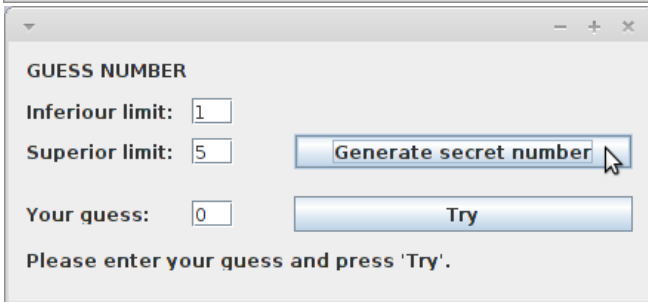 GUESS NUMBER
Inferiour limit: 1
Superior limit: 5 Generate secret number
Your guess: 0 Try
Please enter your guess and press 'Try'.